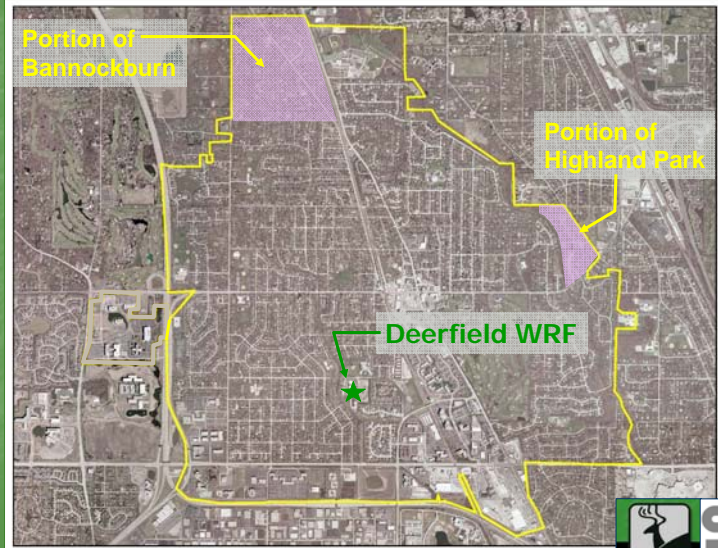 Portion of
Bannockburn
Portion of
Highland Park
Deerfield WRF